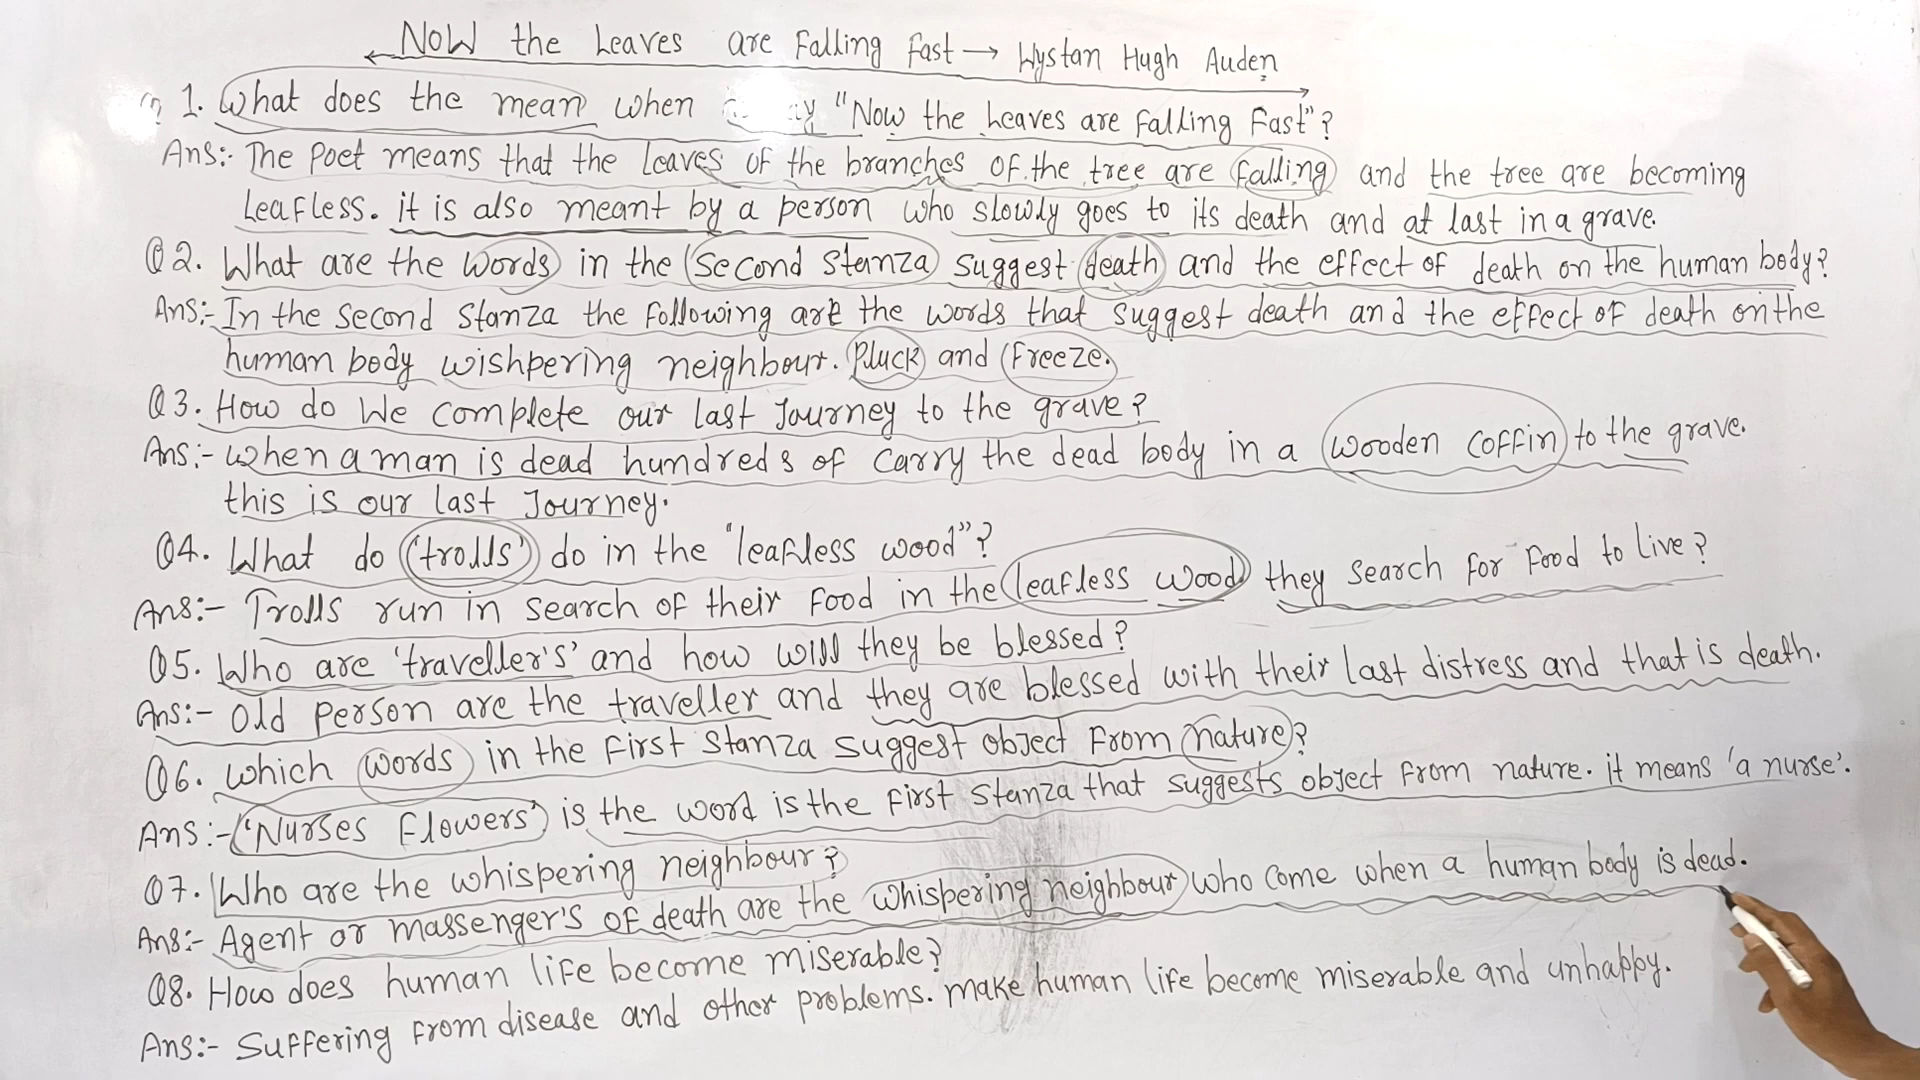 Now the Leaves are Falling Fast → Wystan Hugh Auden
1. What does the mean when "Now the Leaves are Falling Fast"?
Ans:- The Poet means that the leaves of the branches of the tree are falling and the tree are becoming
Leafless. it is also meant by a person who slowly goes to its death and at last in a grave.
Q2. What are the words in the second stanza suggest death and the effect of death on the human body?
Ans:- In the second stanza the following are the words that suggest death and the effect of death on the
human body wishpering neighbour. Pluck and Freeze.
Q3. How do We complete our last Journey to the grave?
Ans:- when a man is dead hundreds of carry the dead body in a wooden coffin to the grave.
this is our last Journey.
Q4. What do 'trolls' do in the "leafless wood"?
Ans:- Trolls run in search of their food in the leafless wood they search for food to live?
Q5. Who are 'traveller's' and how will they be blessed?
Ans:- Old person are the traveller and they are blessed with their last distress and that is death.
Q6. which words in the first stanza suggest object from nature?
Ans:- 'Nurses Flowers' is the word is the first stanza that suggests object from nature. it means 'a nurse'.
Q7. Who are the whispering neighbour?
Ans:- Agent or massenger's of death are the whispering neighbour who come when a human body is dead.
Q8. How does human life become miserable?
Ans:- Suffering from disease and other problems. make human life become miserable and unhappy.